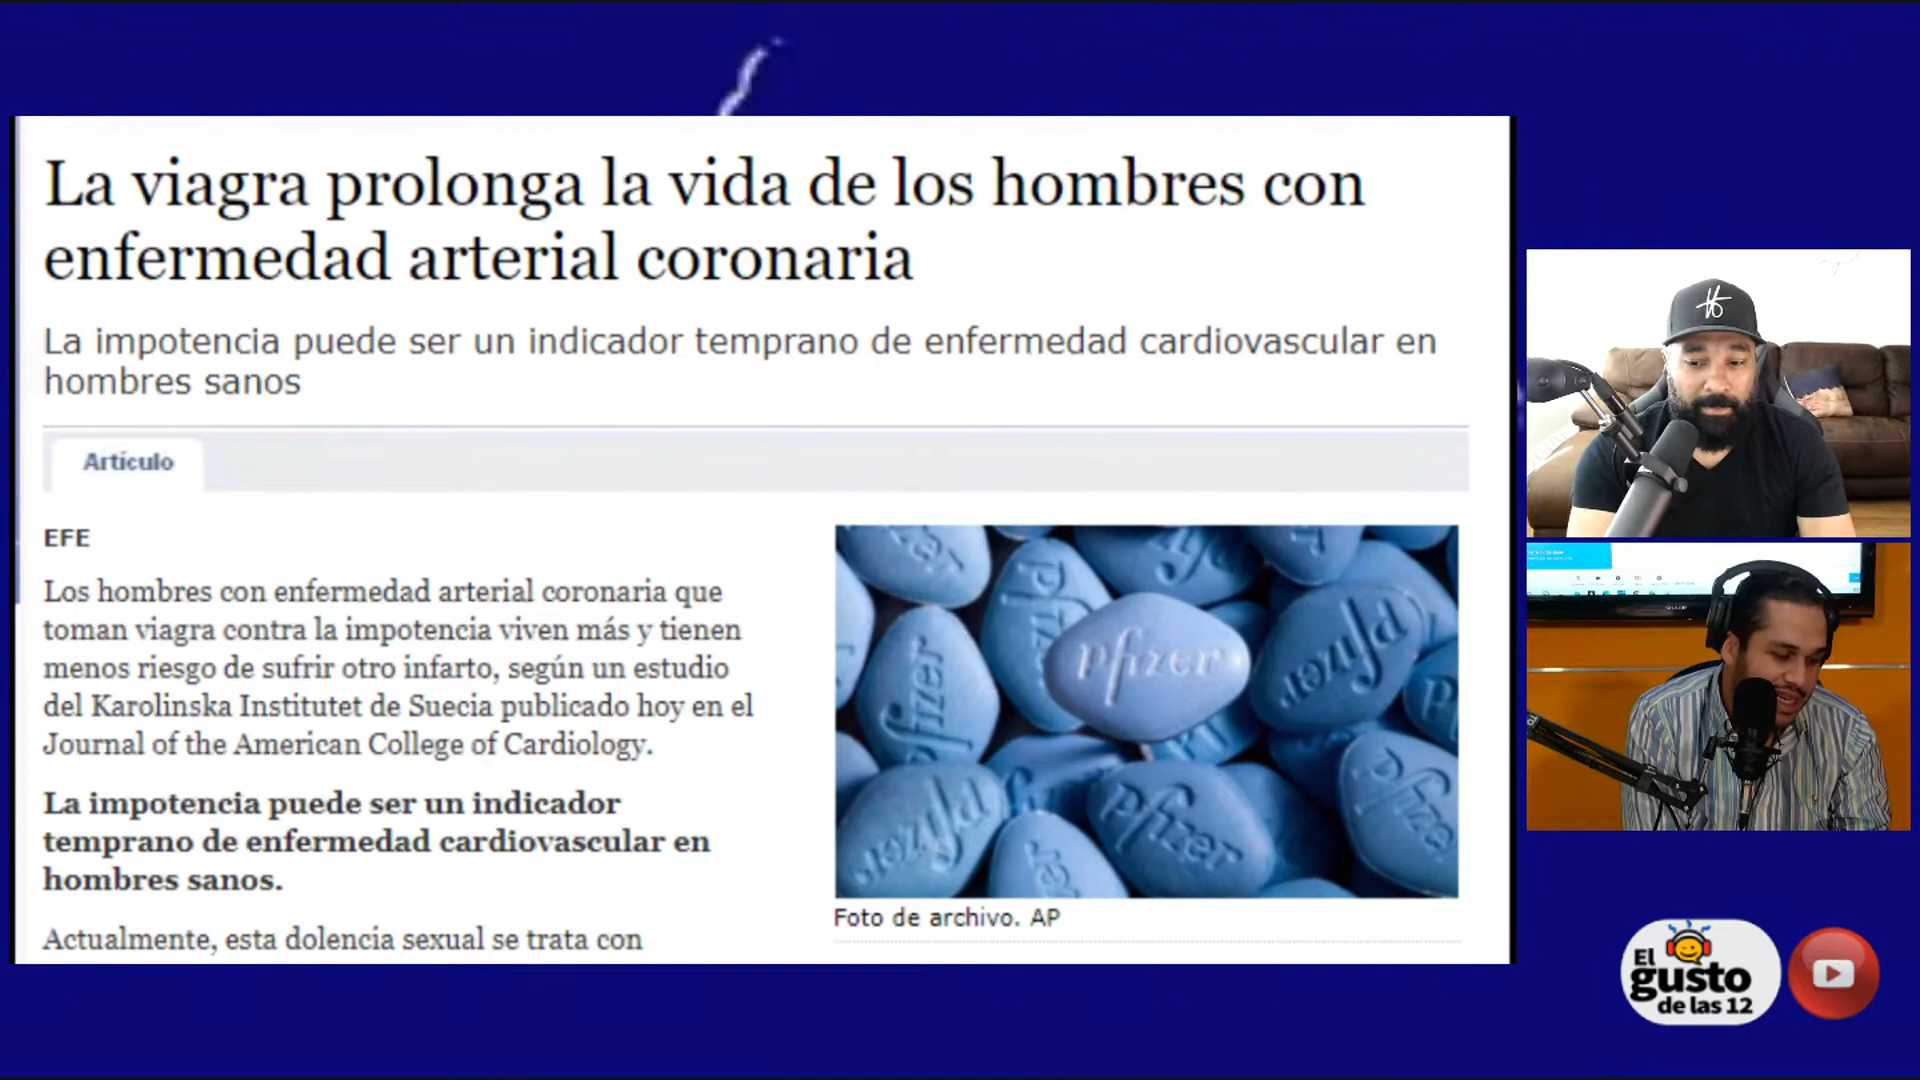 La viagra prolonga la vida de los hombres con
enfermedad arterial coronaria
La impotencia puede ser un indicador temprano de enfermedad cardiovascular en
hombres sanos
Artículo
EFE
Los hombres con enfermedad arterial coronaria que
toman viagra contra la impotencia viven más y tienen
menos riesgo de sufrir otro infarto, según un estudio
del Karolinska Institutet de Suecia publicado hoy en el
Journal of the American College of Cardiology.
La impotencia puede ser un indicador
temprano de enfermedad cardiovascular en
hombres sanos.
Actualmente, esta dolencia sexual se trata con
pfizer
pfizer
pfizer
pfizer
pfizer
Foto de archivo. AP
El
gusto
de las 12